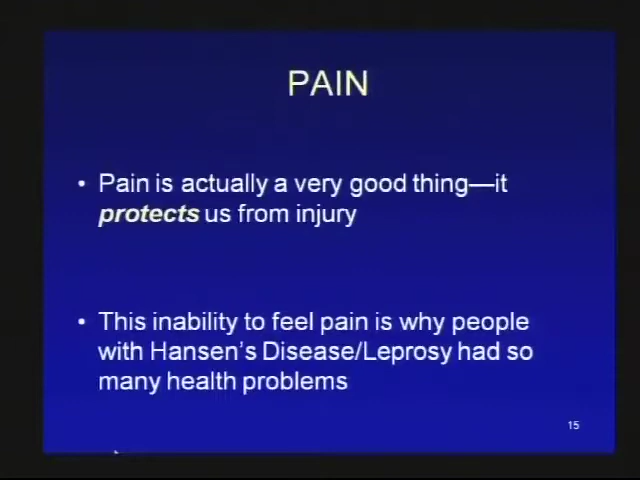 PAIN
• Pain is actually a very good thing—it
protects us from injury
• This inability to feel pain is why people
with Hansen's Disease/Leprosy had so
many health problems
15